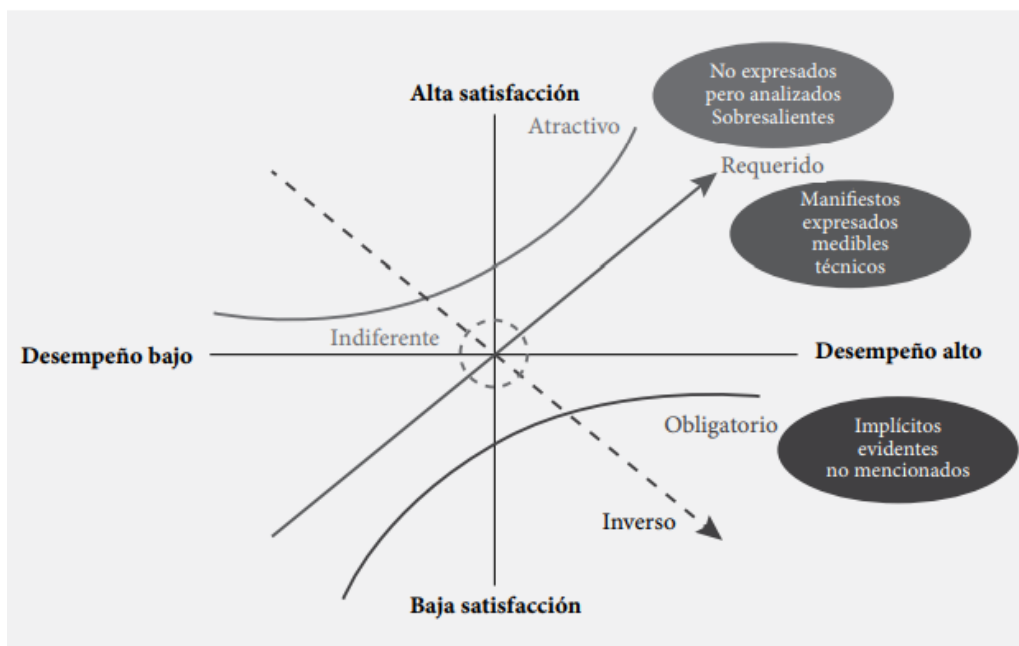 No expresados
pero analizados
Sobresalientes
Alta satisfacción
Atractivo
Requerido
Manifiestos
expresados
medibles
técnicos
Indiferente
Desempeño bajo
Desempeño alto
Obligatorio
Implícitos
evidentes
no mencionados
Inverso
Baja satisfacción